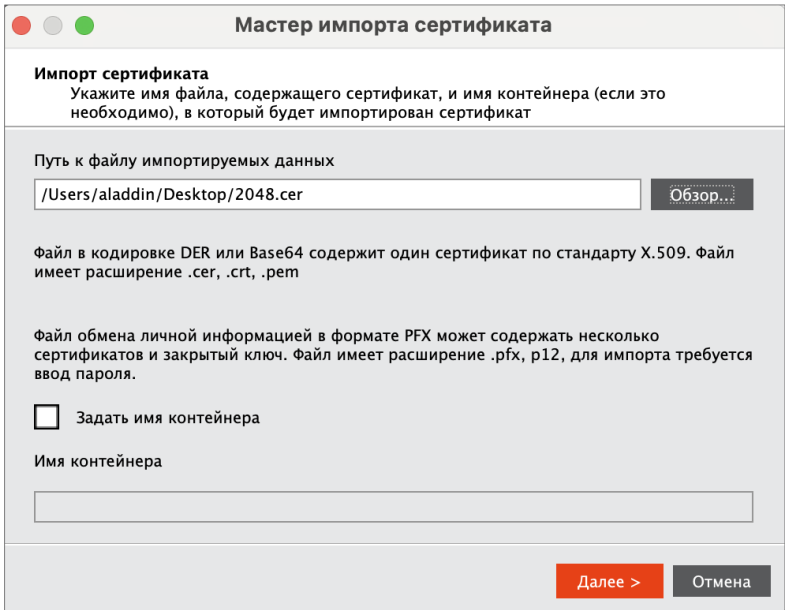 Мастер импорта сертификата
Импорт сертификата
Укажите имя файла, содержащего сертификат, и имя контейнера (если это
необходимо), в который будет импортирован сертификат
Путь к файлу импортируемых данных
/Users/aladdin/Desktop/2048.cer
Обзор...
Файл в кодировке DER или Base64 содержит один сертификат по стандарту X.509. Файл
имеет расширение .cer, .crt, .pem
Файл обмена личной информацией в формате PFX может содержать несколько
сертификатов и закрытый ключ. Файл имеет расширение .pfx, p12, для импорта требуется
ввод пароля.
Задать имя контейнера
Имя контейнера
Далее >
Отмена